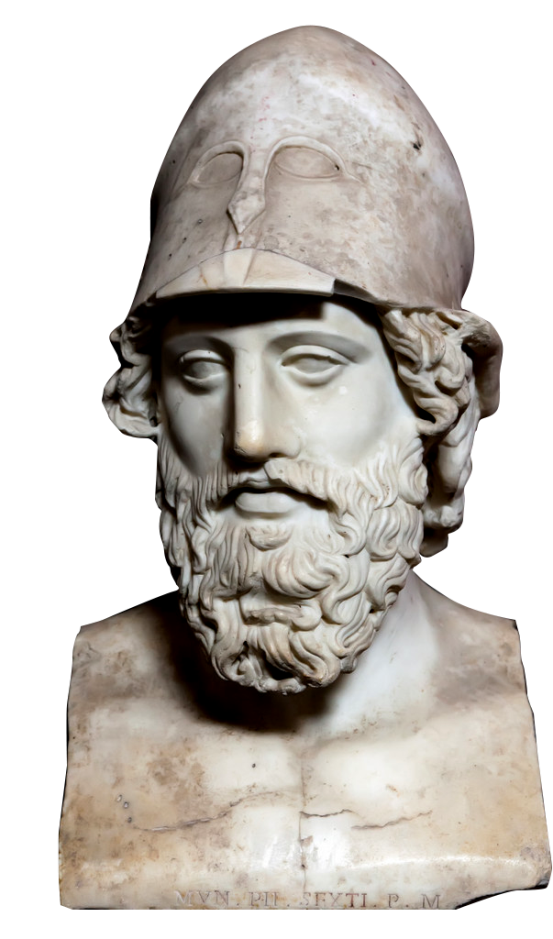 MVN . PII . SEXTI . P . M